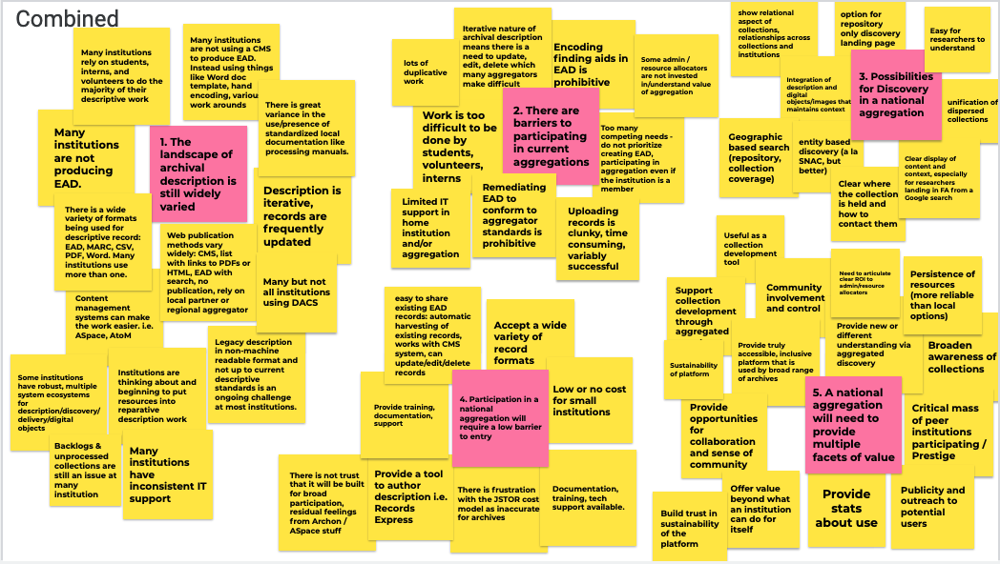 Combined
Many institutions
rely on students,
interns, and
volunteers to do the
majority of their
descriptive work
Many institutions
are not using a CMS
to produce EAD.
Instead using things
like Word doc
template, hand
encoding,
work arounds
There is great
variance in the
use/presence of
standardized local
documentation like
processing manuals.
Many
institutions
are not
producing
EAD.
1. The
landscape of
archival
description is
still widely
varied
Description is
iterative,
records are
frequently
updated
There is a wide
variety of formats
being used for
descriptive record:
EAD, MARC, CSV,
PDF, Word. Many
institutions use
more than one.
Web publication
methods vary
widely: CMS, list
with links to PDFs or
HTML, EAD with
search, no
publication, rely on
local partner or
regional aggregator
Many but not
all institutions
using DACS
Content
management
systems can make
the work easier. i.e.
ASpace, AtoM
Legacy description
in non-machine
readable format and
not up to current
descriptive
standards is an
ongoing challenge
at most institutions.
Some institutions
have robust, multiple
system ecosystems
for
description/discovery/
delivery/digital
objects
Institutions are
thinking about and
beginning to put
resources into
reparative
description work
Backlogs &
unprocessed
collections are
still an issue at
many
institution
Many
institutions
have
inconsistent IT
support
lots of
duplicative
work
Iterative nature of
archival description
means there is a
need to update,
edit, delete which
many aggregators
make difficult
Encoding
finding aids in
EAD is
prohibitive
Some admin /
resource allocators
are not invested
in/understand value
of aggregation
Work is too
difficult to be
done by
students,
volunteers,
interns
2. There are
barriers to
participating
in current
aggregations
Too many
competing needs -
do not prioritize
creating EAD,
participating in
aggregation even if
the institution is a
member
Limited IT
support in
home
institution
and/or
aggregation
Remediating
EAD to
conform to
aggregator
standards is
prohibitive
Uploading
records is
clunky, time
consuming,
variably
successful
show relational
aspect of
collections,
relationships across
collections and
institutions
option for
repository
only discovery
landing page
Easy for
researchers to
understand
Integration of
description and
digital
objects/images that
maintains context
3. Possibilities
for Discovery
in a national
aggregation
unification of
dispersed
collections
Geographic
based search
(repository,
collection
coverage)
entity based
discovery (a la
SNAC, but
better)
Clear display of
content and
context, especially
for researchers
landing in FA from a
Google search
Clear where
the collection
is held and
how to
contact them
easy to share
existing EAD
records: automatic
harvesting of
existing records,
works with CMS
system, can
update/edit/delete
records
Accept a wide
variety of
record
formats
Provide training,
documentation,
support
4. Participation in a
national
aggregation will
require a low barrier
to entry
Low or no cost
for small
institutions
There is not trust
that it will be built
for broad
participation,
residual feelings
from Archon /
ASpace stuff
Provide a tool
to author
description i.e.
Records
Express
There is frustration
with the JSTOR cost
model as inaccurate
for archives
Documentation,
training, tech
support available.
Useful as a
collection
development
tool
Need to articulate
clear ROI to
admin/resource
allocators
Persistence of
resources
(more reliable
than local
options)
Support
collection
development
through
aggregated
Community
involvement
and control
Provide new or
different
understanding via
aggregated
discovery
Broaden
awareness of
collections
Sustainability
of platform
Provide truly
accessible, inclusive
platform that is
used by broad range
of archives
5. A national
aggregation
will need to
provide
multiple
facets of value
Provide
opportunities
for
collaboration
and sense of
community
Critical mass
of peer
institutions
participating /
Prestige
Build trust in
sustainability
of the
platform
Offer value
beyond what
an institution
can do for
itself
Provide
stats
about use
Publicity and
outreach to
potential
users